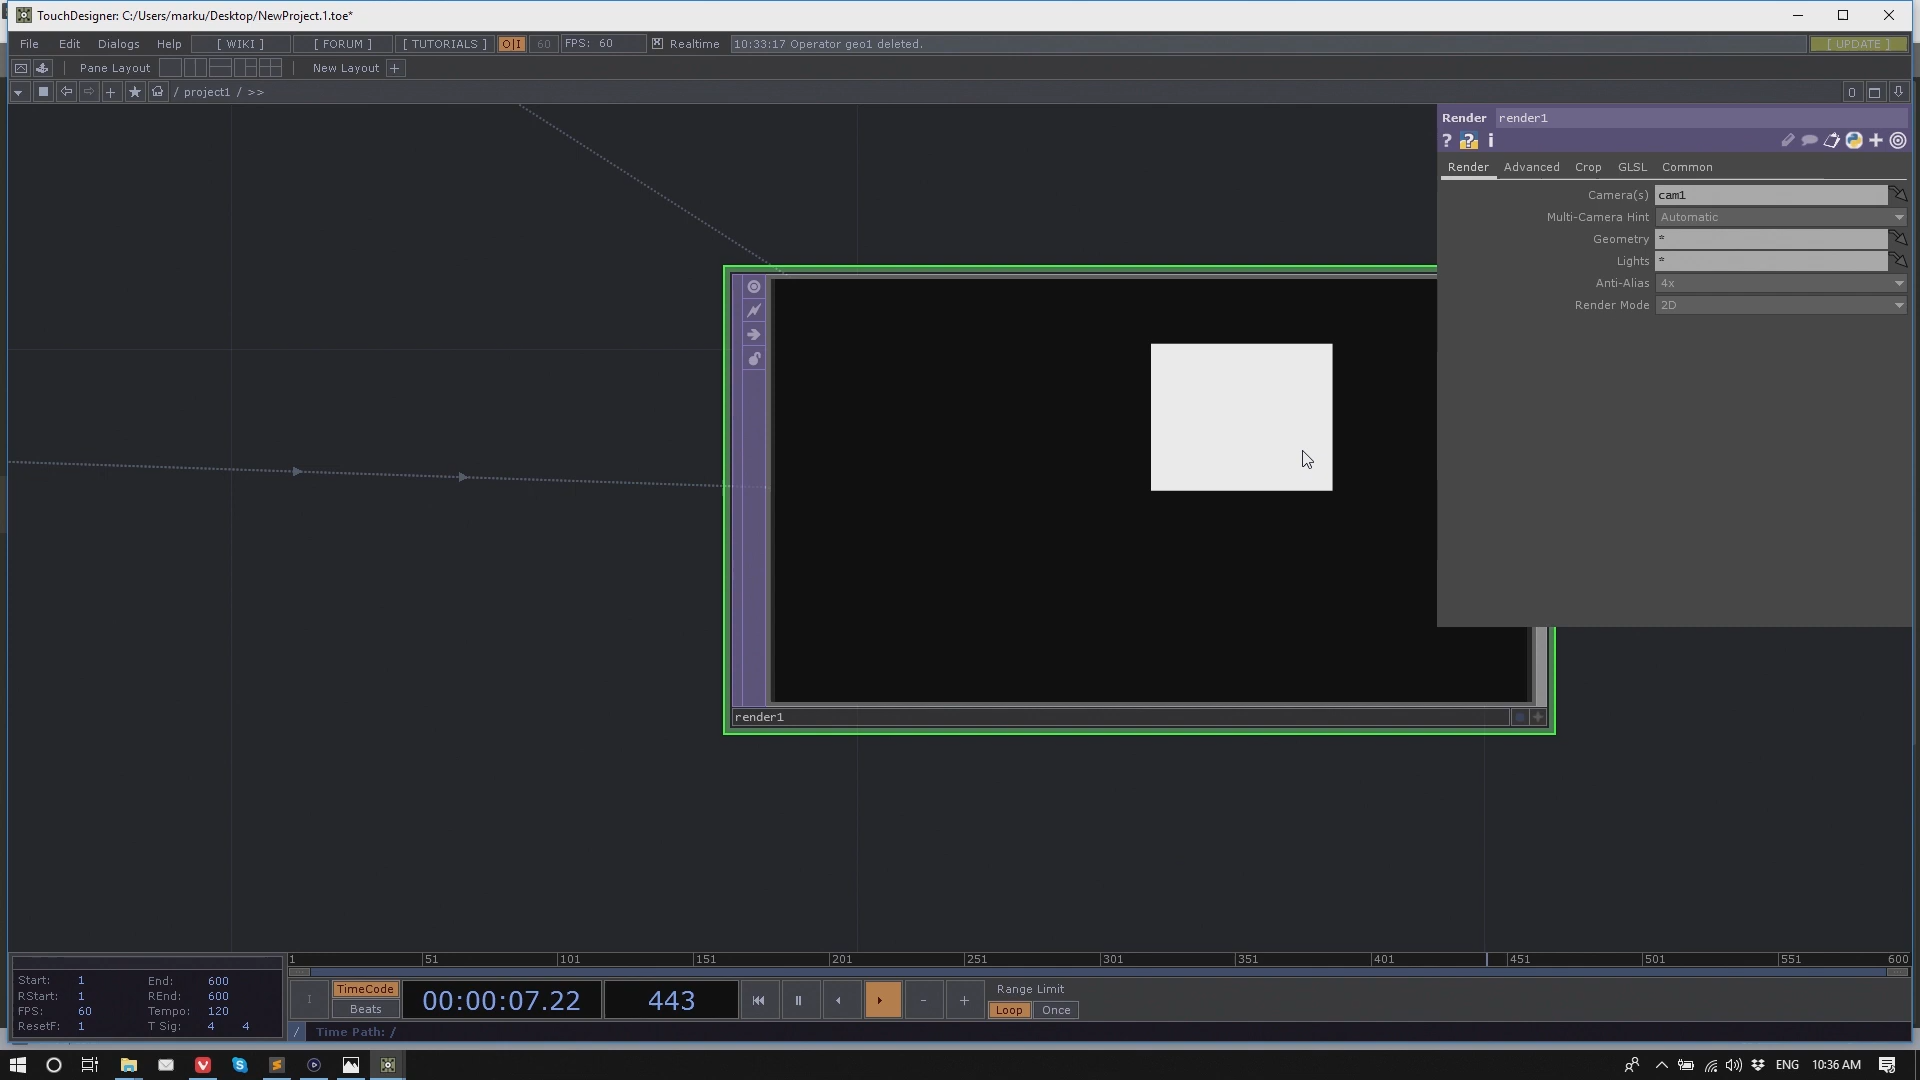 TouchDesigner: C:/Users/marku/Desktop/NewProject.1.toe*
File Edit Dialogs Help [ WIKI ] [ FORUM ] [ TUTORIALS ] O|I 60 FPS: 60 Realtime 10:33:17 Operator geo1 deleted. [ UPDATE ]
Pane Layout New Layout +
/ project1 / >> 0
Render render1
? ? i
Render Advanced Crop GLSL Common
Camera(s) cam1
Multi-Camera Hint Automatic
Geometry *
Lights *
Anti-Alias 4x
Render Mode 2D
render1
1 51 101 151 201 251 301 351 401 451 501 551 600
Start: 1 End: 600
RStart: 1 REnd: 600
FPS: 60 Tempo: 120
ResetF: 1 T Sig: 4 4
TimeCode
Beats
00:00:07.22 443
Range Limit
Loop Once
/ Time Path: /
ENG 10:36 AM